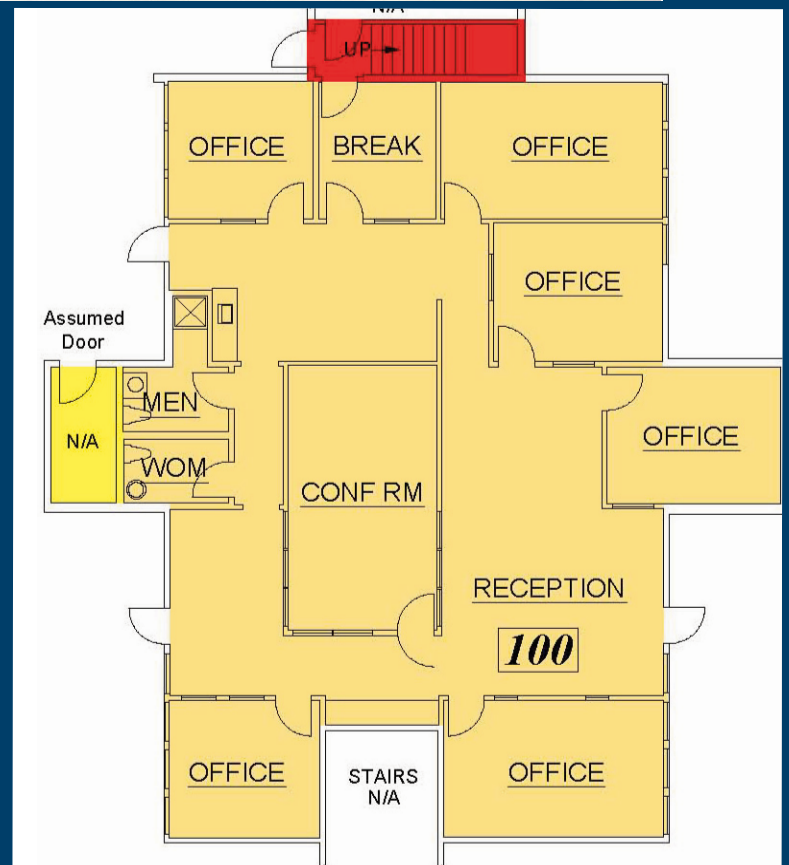 N/A
UP
OFFICE
BREAK
OFFICE
OFFICE
Assumed
Door
MEN
OFFICE
N/A
WOM
CONF RM
RECEPTION
100
OFFICE
STAIRS
N/A
OFFICE